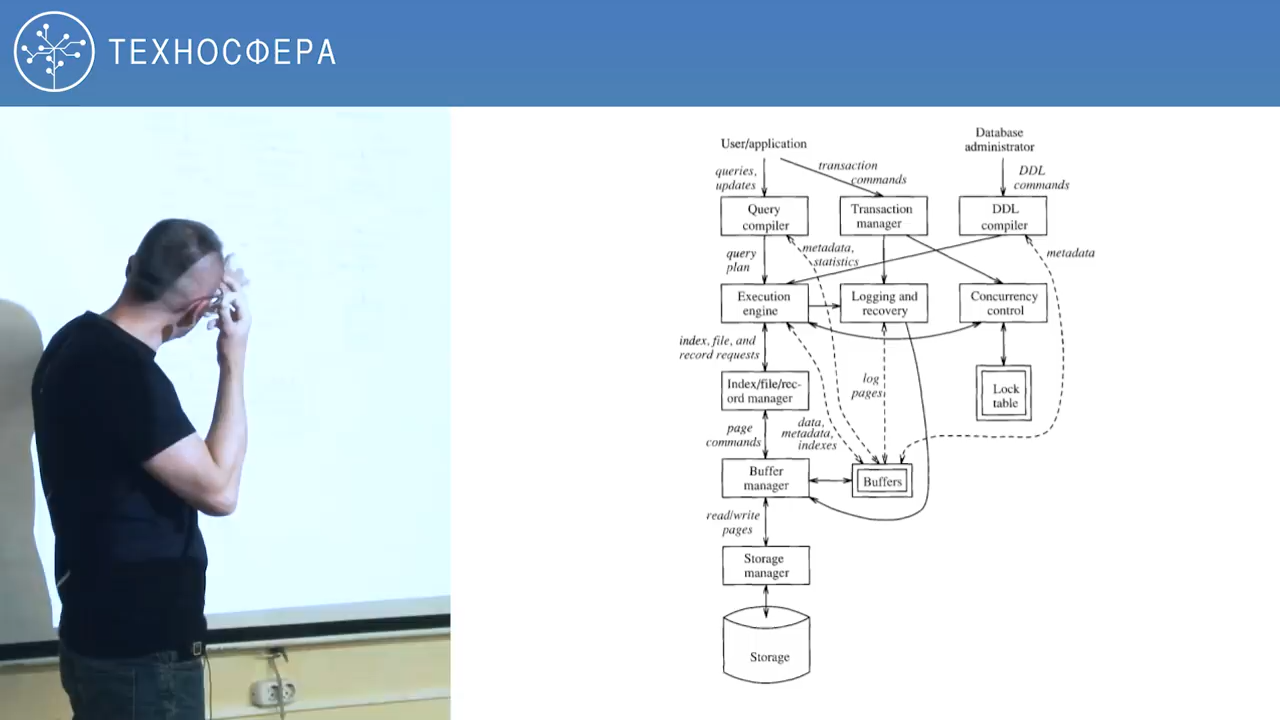 ТЕХНОСФЕРА
User/application
Database
administrator
queries,
updates
transaction
commands
DDL
commands
Query
compiler
Transaction
manager
DDL
compiler
query
plan
metadata,
statistics
metadata
Execution
engine
Logging and
recovery
Concurrency
control
index, file, and
record requests
Index/file/rec-
ord manager
log
pages
Lock
table
page
commands
data,
metadata,
indexes
Buffer
manager
Buffers
read/write
pages
Storage
manager
Storage